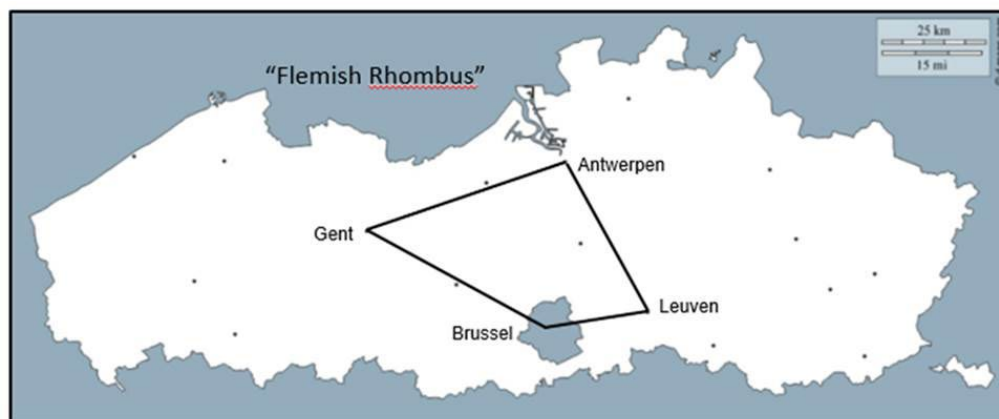 “Flemish Rhombus”
25 km
15 mi
Antwerpen
Gent
Leuven
Brussel